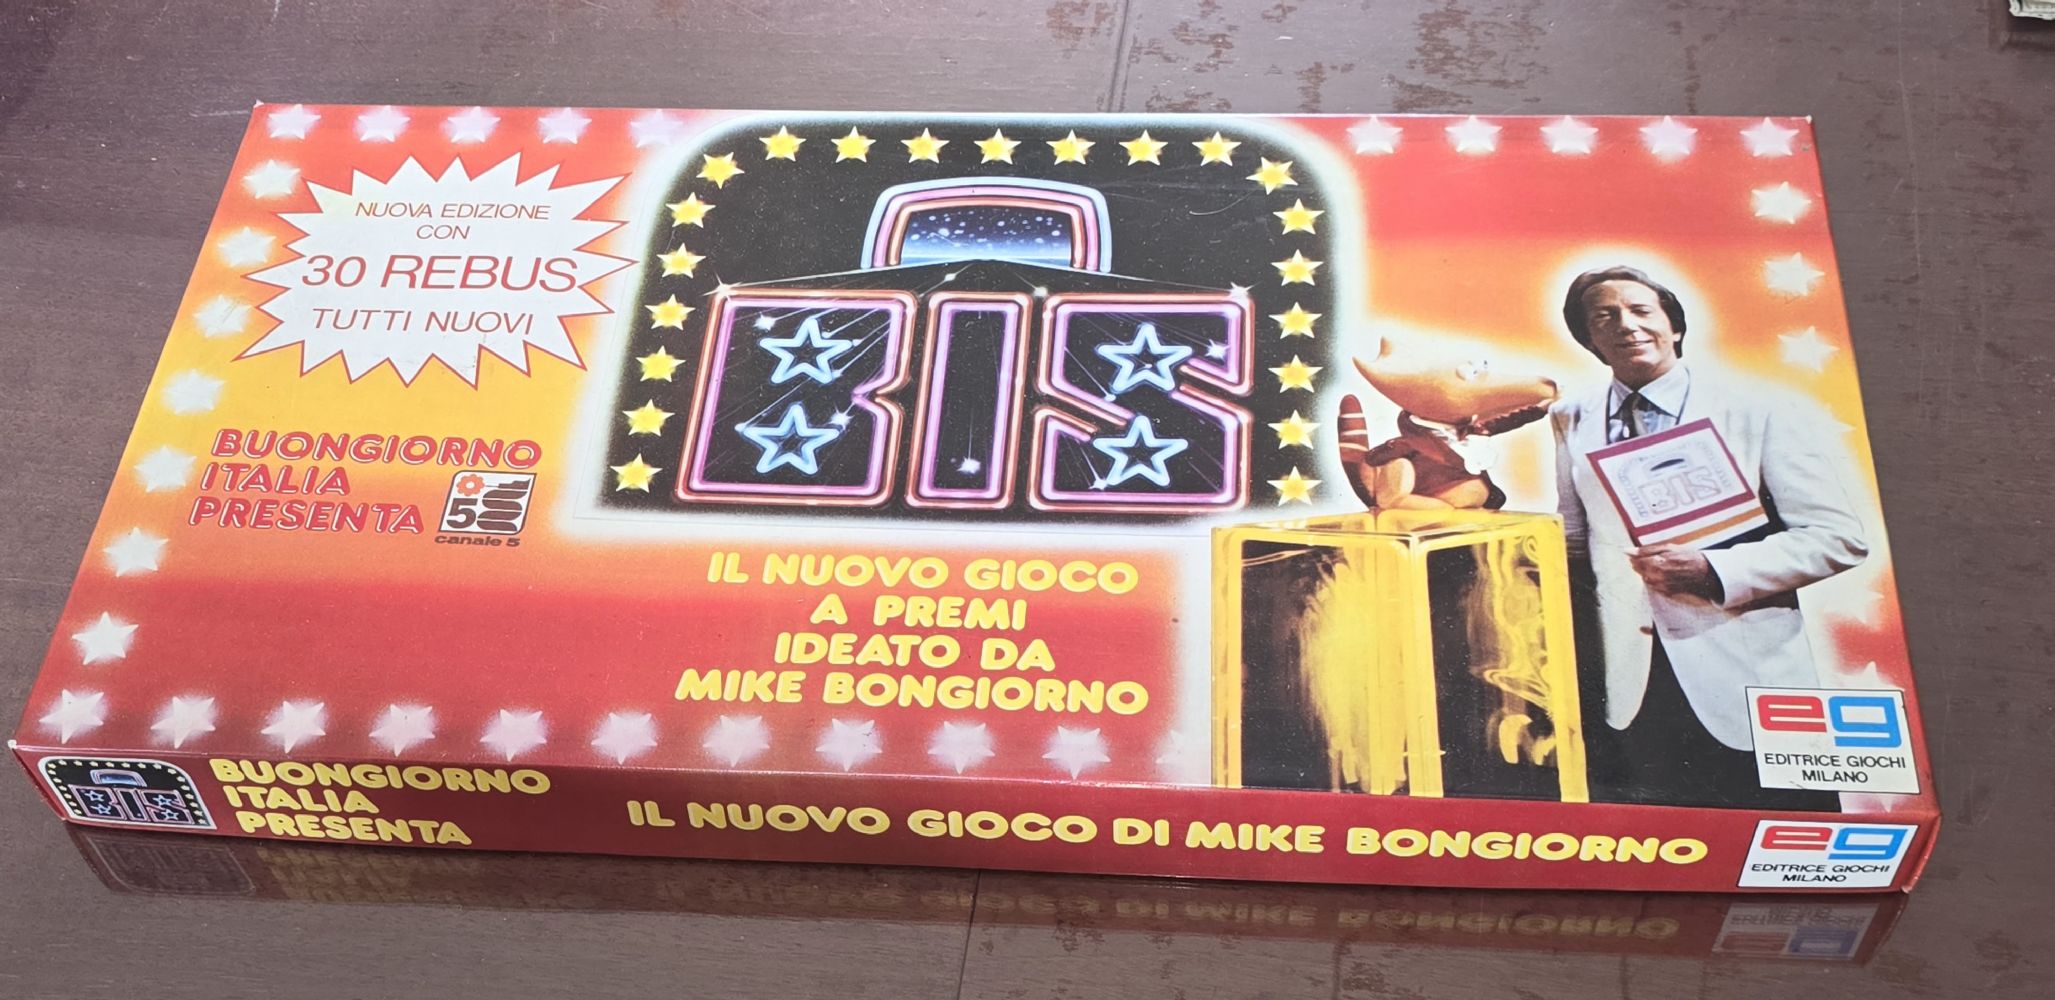 NUOVA EDIZIONE
CON
30 REBUS
TUTTI NUOVI
BUONGIORNO
ITALIA
PRESENTA
5
canale 5
BIS
IL NUOVO GIOCO
A PREMI
IDEATO DA
MIKE BONGIORNO
BIS
eg
EDITRICE GIOCHI
MILANO
BIS
BUONGIORNO
ITALIA
PRESENTA
IL NUOVO GIOCO DI MIKE BONGIORNO
eg
EDITRICE GIOCHI
MILANO